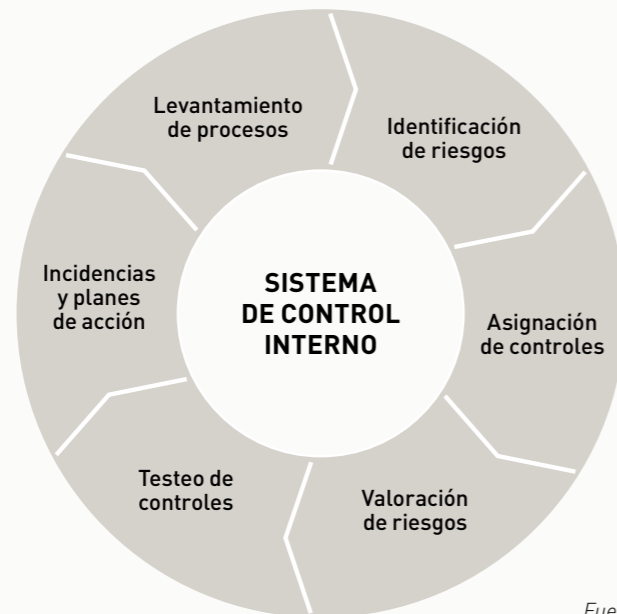 Levantamiento
de procesos
Identificación
de riesgos
Asignación
de controles
Valoración
de riesgos
Testeo de
controles
Incidencias
y planes
de acción
SISTEMA
DE CONTROL
INTERNO